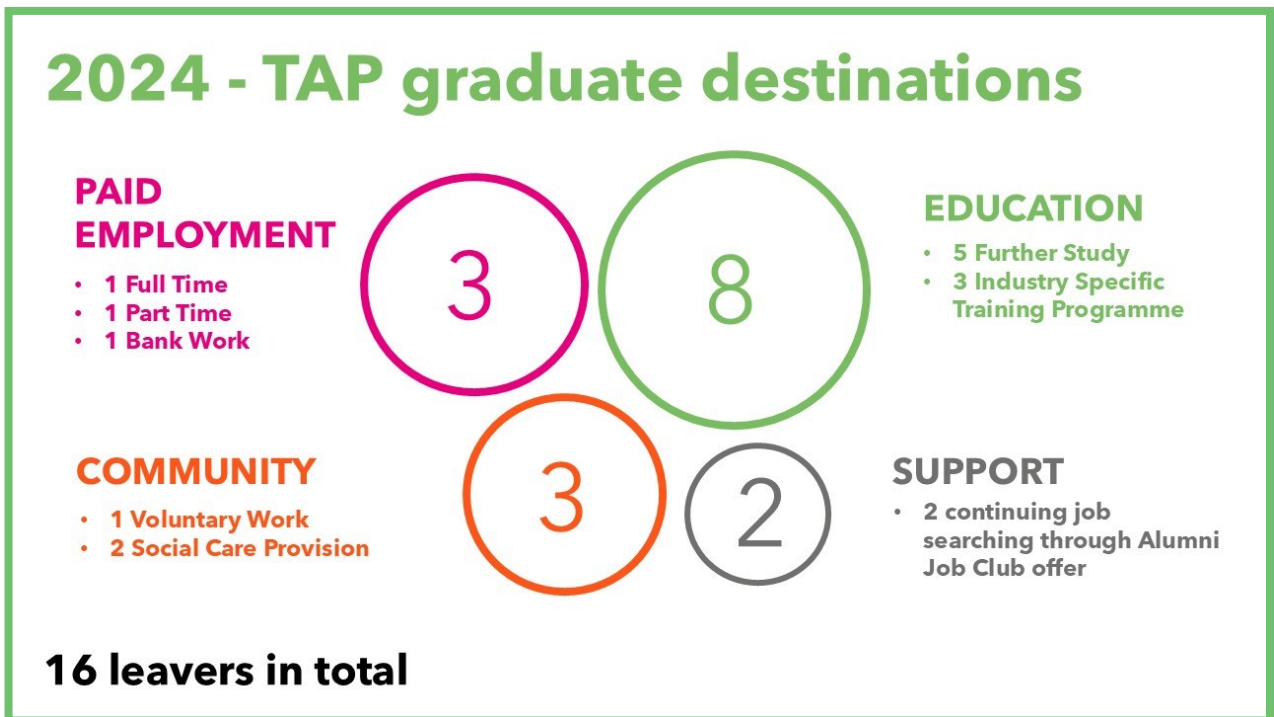 2024 - TAP graduate destinations
PAID
EMPLOYMENT
• 1 Full Time
• 1 Part Time
• 1 Bank Work
3
8
EDUCATION
• 5 Further Study
• 3 Industry Specific
Training Programme
COMMUNITY
• 1 Voluntary Work
• 2 Social Care Provision
3
2
SUPPORT
• 2 continuing job
searching through Alumni
Job Club offer
16 leavers in total